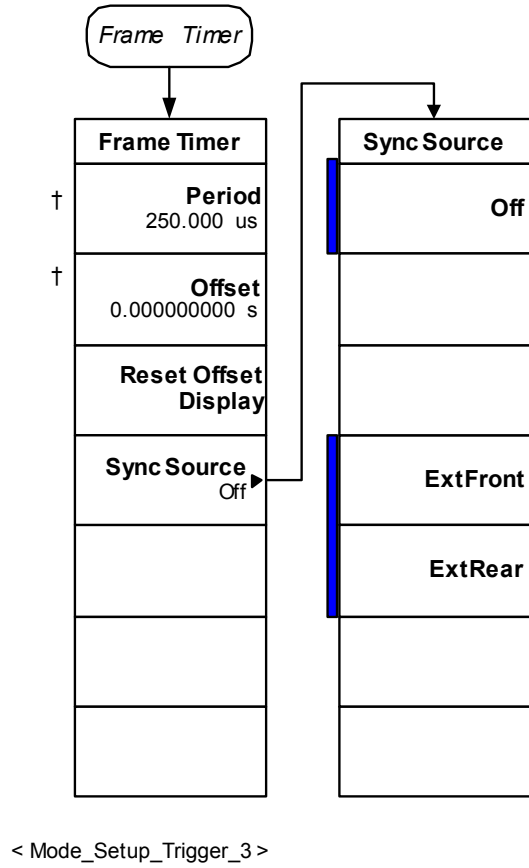 Frame Timer
Frame Timer
† Period
250.000 us
† Offset
0.000000000 s
Reset Offset
Display
Sync Source
Off
Sync Source
Off
ExtFront
ExtRear
< Mode_Setup_Trigger_3 >